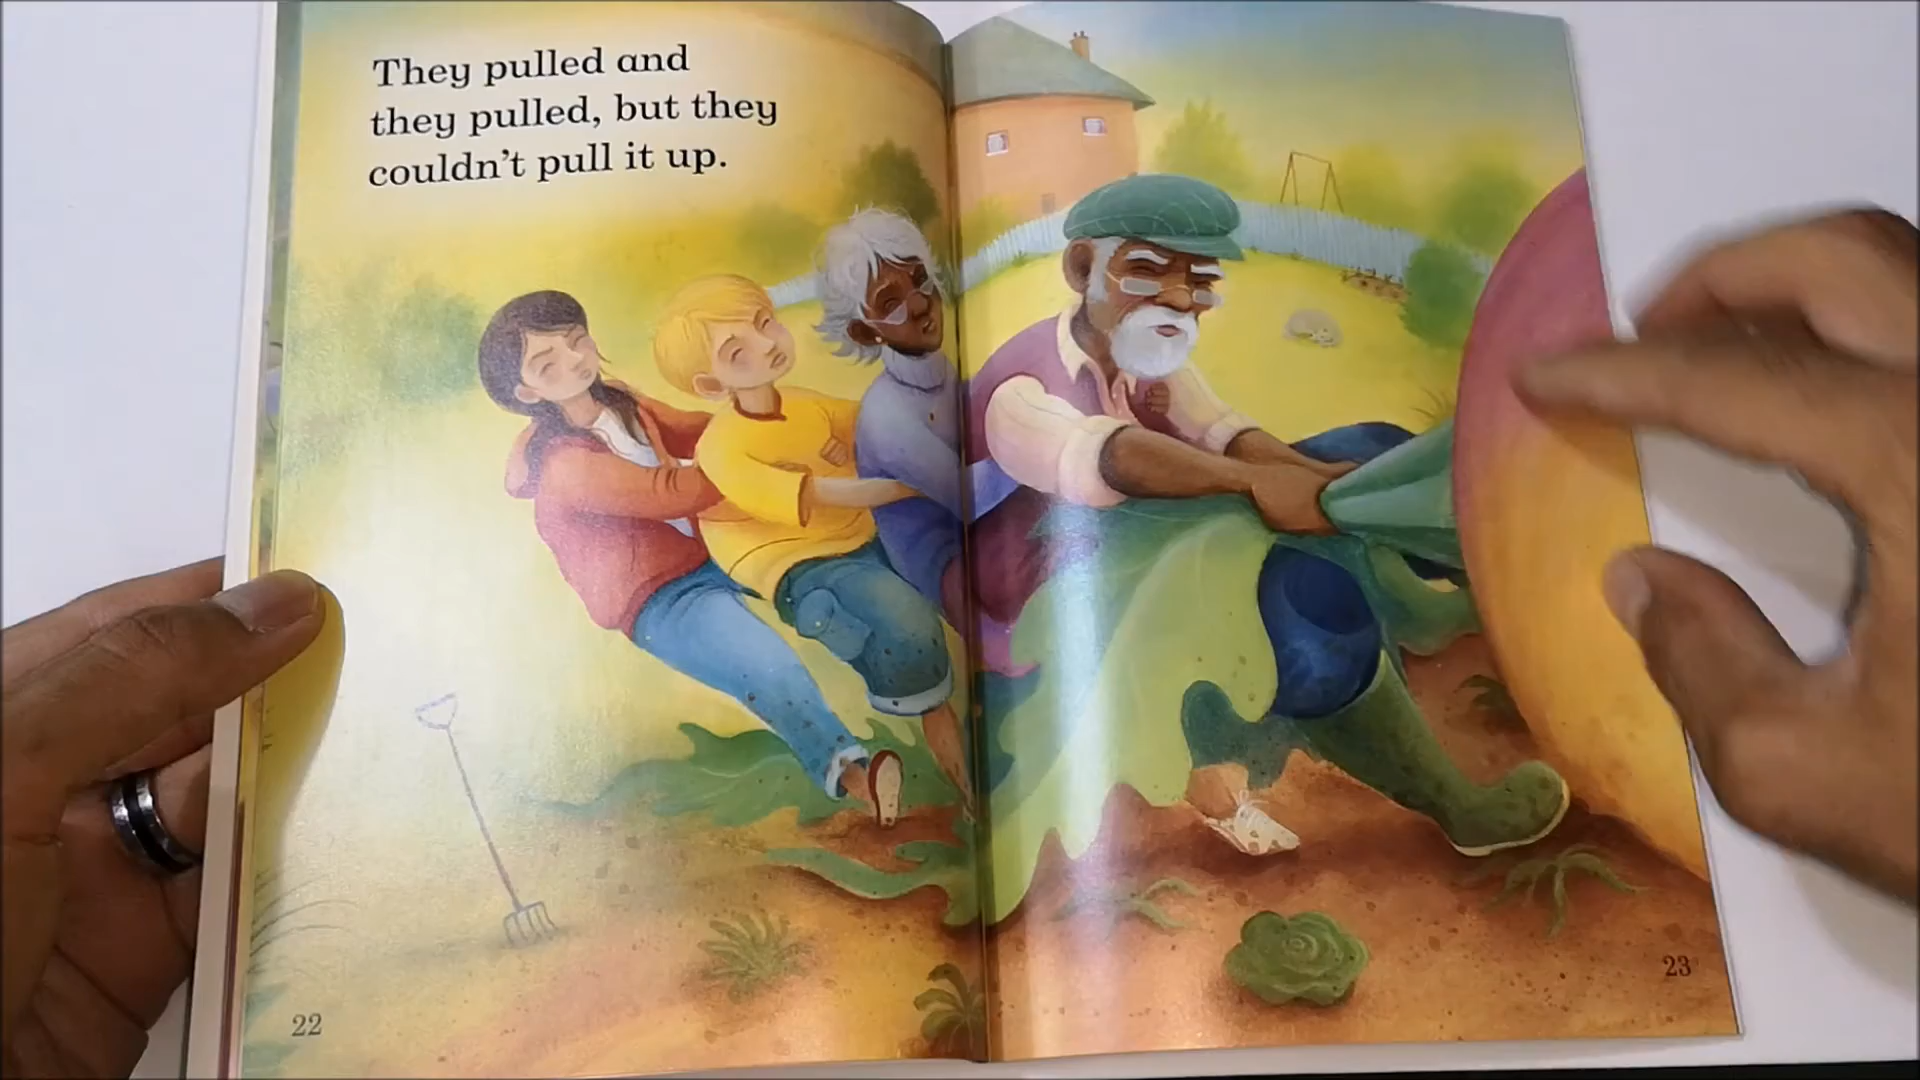 They pulled and
they pulled, but they
couldn't pull it up.
22
23